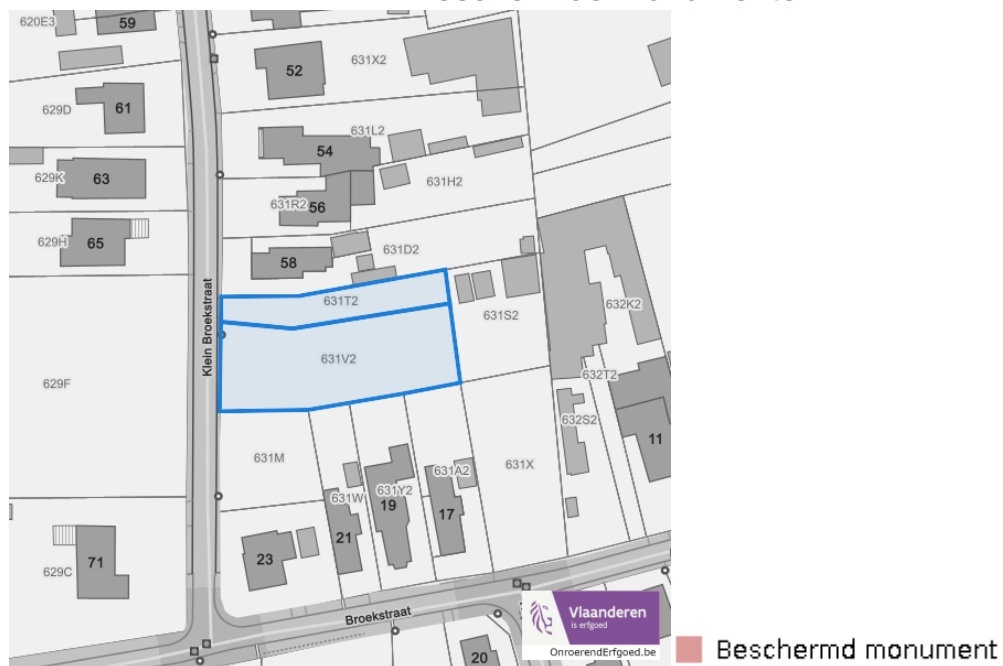 620E3
59
52
631X2
629D
61
54
631L2
629K
63
631H2
631R2
56
629H
65
58
631D2
631T2
631S2
632K2
Klein Broekstraat
631V2
629F
632T2
632S2
11
631M
631W
631Y2
19
631A2
17
631X
21
23
71
629C
Broekstraat
20
Vlaanderen
is erfgoed
OnroerendErfgoed.be
Beschermd monument